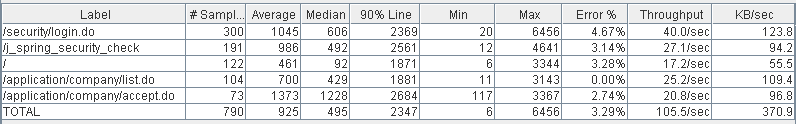 Label # Sampl... Average Median 90% Line Min Max Error % Throughput KB/sec
/security/login.do 300 1045 606 2369 20 6456 4.67% 40.0/sec 123.8
/j_spring_security_check 191 986 492 2561 12 4641 3.14% 27.1/sec 94.2
/ 122 461 92 1871 6 3344 3.28% 17.2/sec 55.5
/application/company/list.do 104 700 429 1881 11 3143 0.00% 25.2/sec 109.4
/application/company/accept.do 73 1373 1228 2684 117 3367 2.74% 20.8/sec 96.8
TOTAL 790 925 495 2347 6 6456 3.29% 105.5/sec 370.9